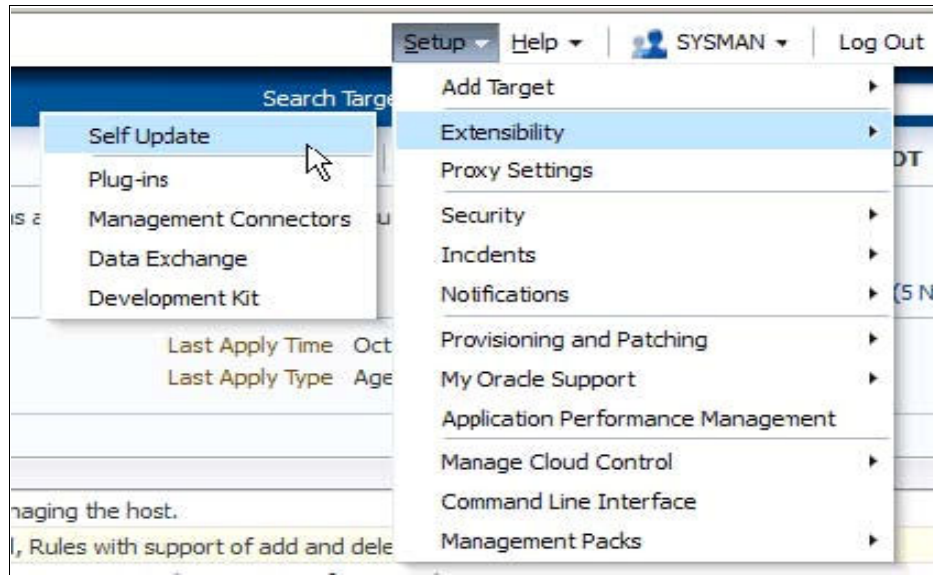 Setup Help SYSMAN Log Out
Search Targe
Add Target
Extensibility
DT
Proxy Settings
Security
Incdents
Notifications
(5 N
Provisioning and Patching
My Oracle Support
Application Performance Management
Manage Cloud Control
Command Line Interface
Management Packs
Self Update
Plug-ins
Management Connectors
Data Exchange
Development Kit
Last Apply Time Oct
Last Apply Type Age
naging the host.
l, Rules with support of add and dele